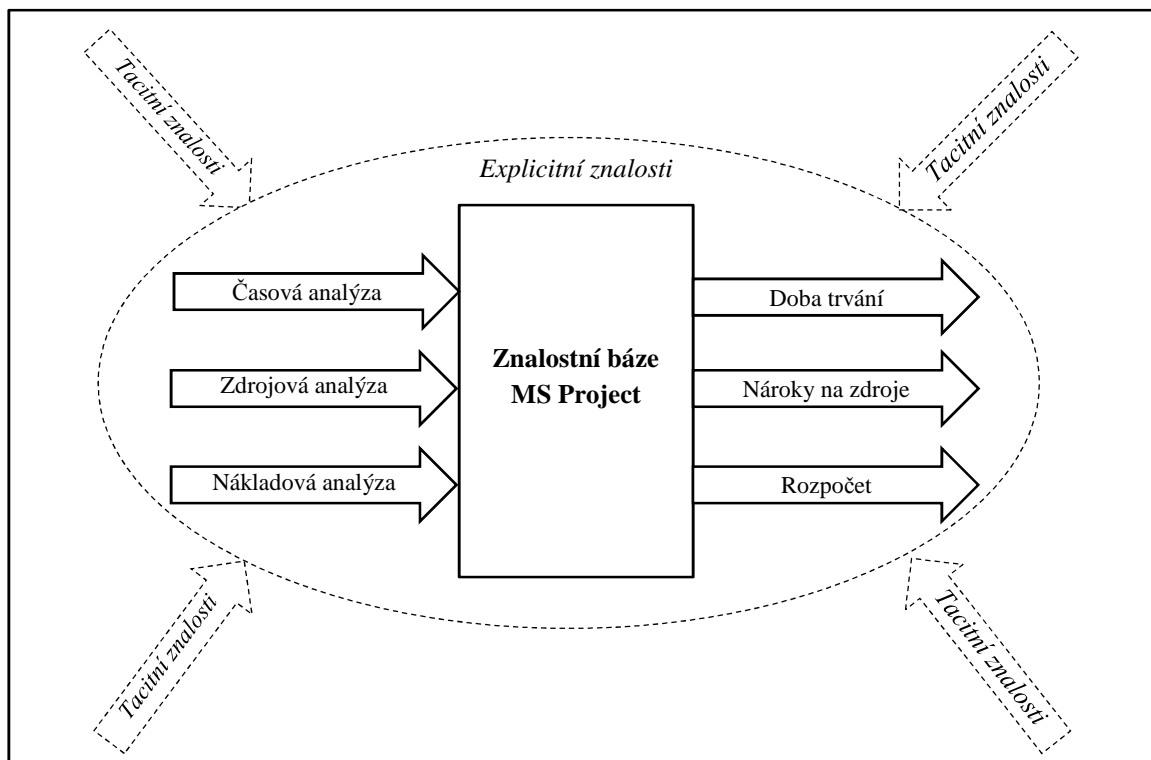 Tacitní znalosti
Tacitní znalosti
Explicitní znalosti
Časová analýza
Doba trvání
Znalostní báze
MS Project
Zdrojová analýza
Nároky na zdroje
Nákladová analýza
Rozpočet
Tacitní znalosti
Tacitní znalosti